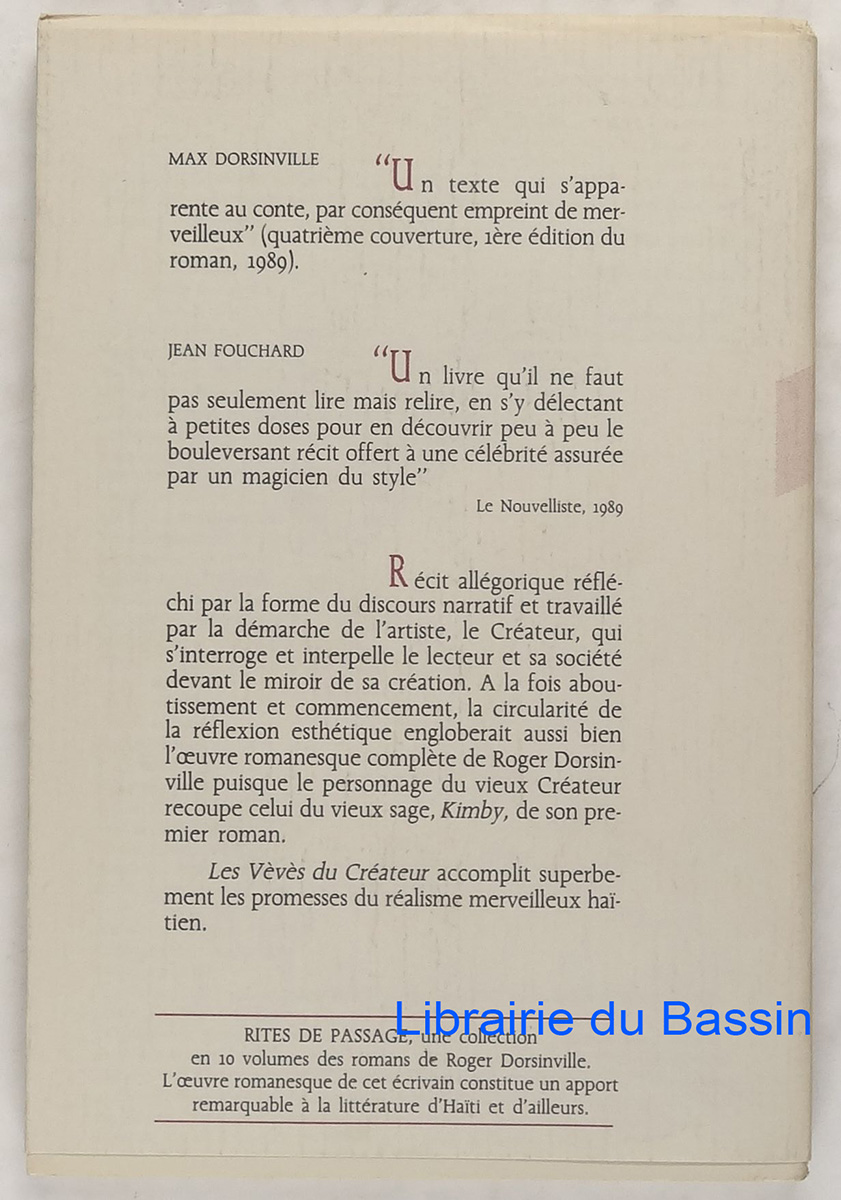 MAX DORSINVILLE “Un texte qui s’appa-
rente au conte, par conséquent empreint de mer-
veilleux” (quatrième couverture, 1ère édition du
roman, 1989).
JEAN FOUCHARD “Un livre qu’il ne faut
pas seulement lire mais relire, en s’y délectant
à petites doses pour en découvrir peu à peu le
bouleversant récit offert à une célébrité assurée
par un magicien du style”
Le Nouvelliste, 1989
Récit allégorique réflé-
chi par la forme du discours narratif et travaillé
par la démarche de l’artiste, le Créateur, qui
s’interroge et interpelle le lecteur et sa société
devant le miroir de sa création. A la fois abou-
tissement et commencement, la circularité de
la réflexion esthétique engloberait aussi bien
l’œuvre romanesque complète de Roger Dorsin-
ville puisque le personnage du vieux Créateur
recoupe celui du vieux sage, Kimby, de son pre-
mier roman.
Les Vèvès du Créateur accomplit superbe-
ment les promesses du réalisme merveilleux haï-
tien.
Librairie du Bassin
RITES DE PASSAGE, une collection
en 10 volumes des romans de Roger Dorsinville.
L’œuvre romanesque de cet écrivain constitue un apport
remarquable à la littérature d’Haïti et d’ailleurs.